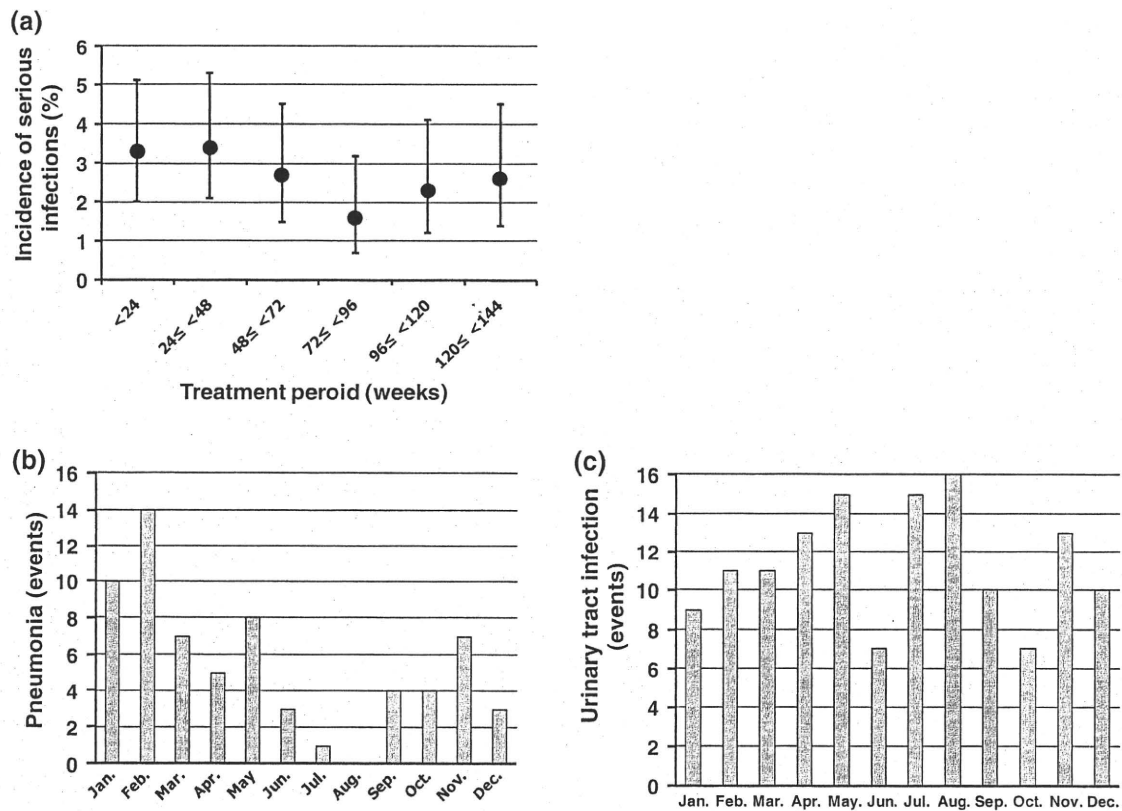 (a)
Incidence of serious
infections (%)
6
5
4
3
2
1
0
<24
24≤ <48
48≤ <72
72≤ <96
96≤ <120
120≤ <144
Treatment peroid (weeks)
(b)
Pneumonia (events)
16
14
12
10
8
6
4
2
0
Jan.
Feb.
Mar.
Apr.
May
Jun.
Jul.
Aug.
Sep.
Oct.
Nov.
Dec.
(c)
Urinary tract infection
(events)
16
14
12
10
8
6
4
2
0
Jan. Feb. Mar. Apr. May. Jun. Jul. Aug. Sep. Oct. Nov. Dec.